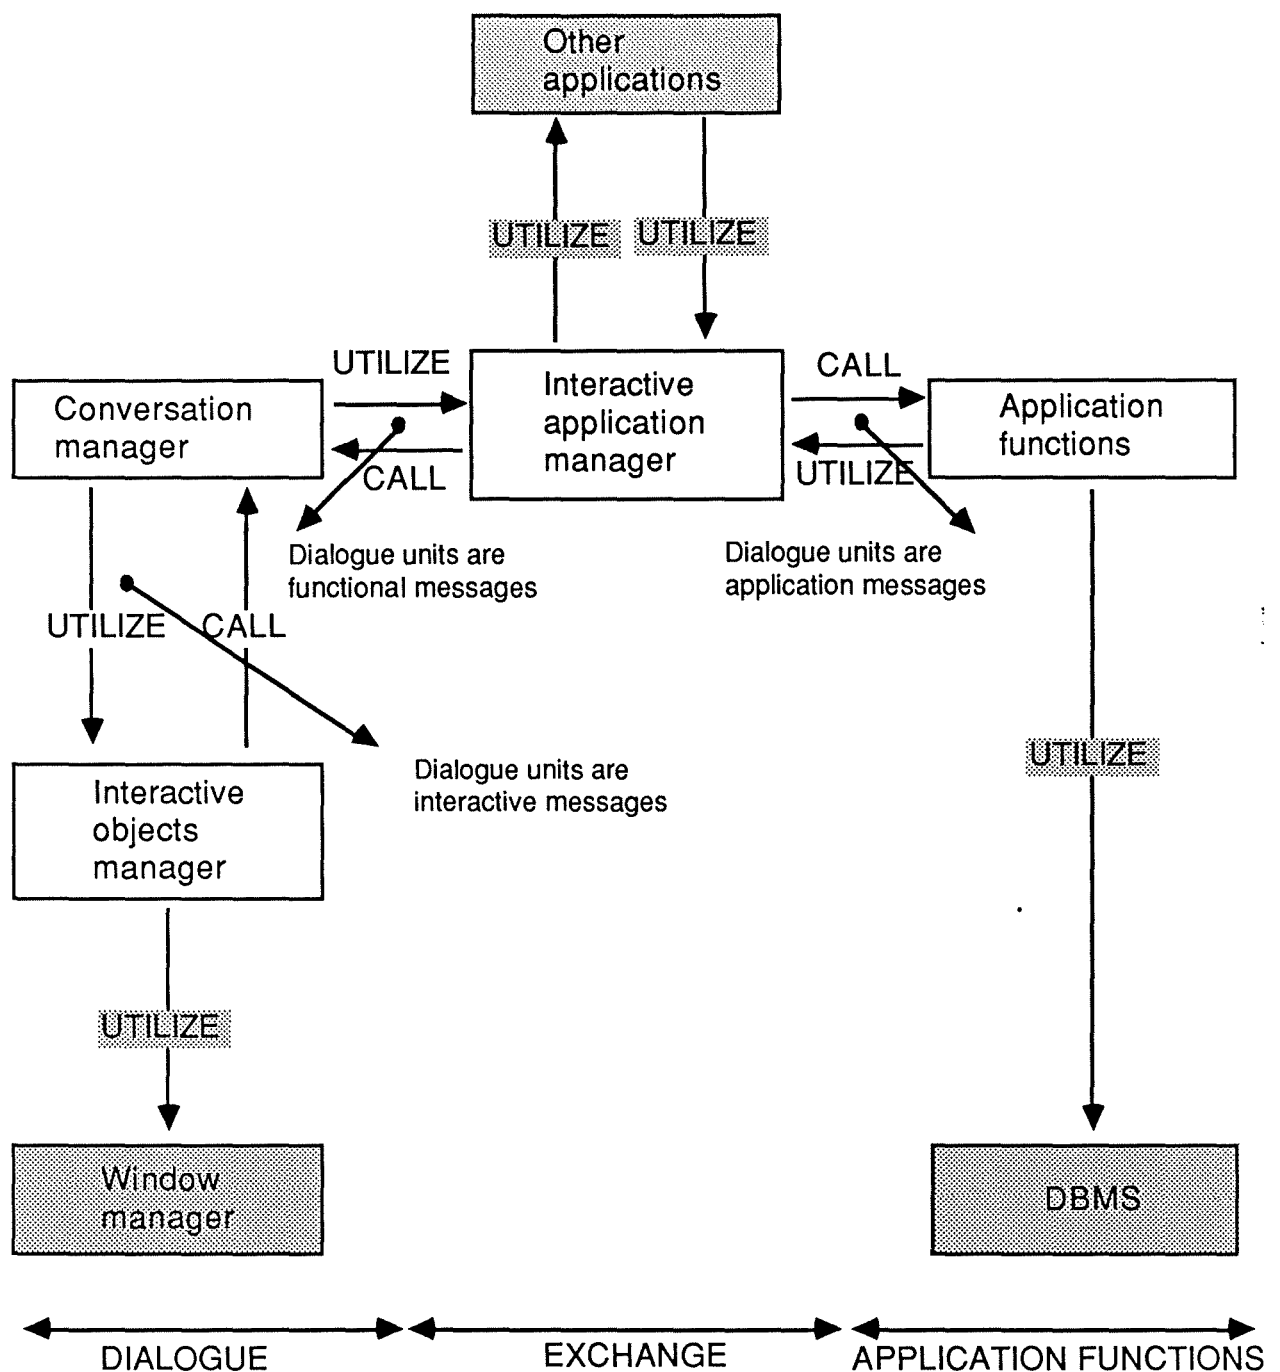 Other
applications
UTILIZE
UTILIZE
UTILIZE
CALL
Conversation
manager
Interactive
application
manager
Application
functions
CALL
UTILIZE
Dialogue units are
functional messages
Dialogue units are
application messages
UTILIZE
CALL
UTILIZE
Dialogue units are
interactive messages
Interactive
objects
manager
UTILIZE
Window
manager
DBMS
DIALOGUE
EXCHANGE
APPLICATION FUNCTIONS